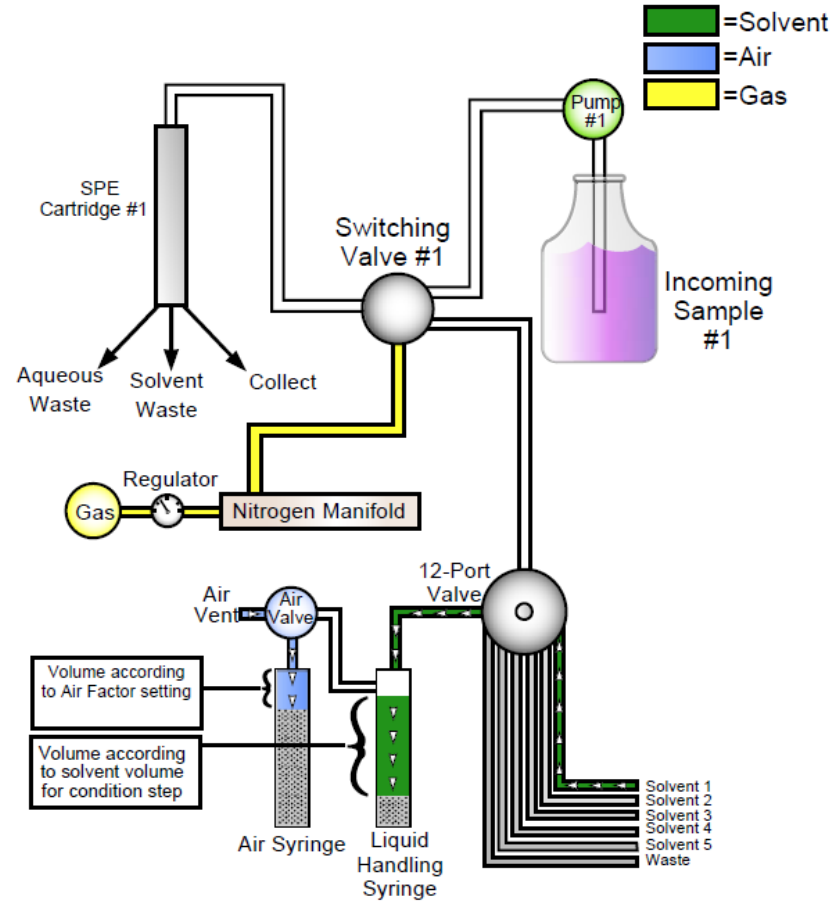 =Solvent
=Air
=Gas
Pump
#1
SPE
Cartridge #1
Switching
Valve #1
Incoming
Sample
#1
Aqueous
Waste
Solvent
Waste
Collect
Regulator
Gas
Nitrogen Manifold
12-Port
Valve
Air
Vent
Air
Valve
Volume according
to Air Factor setting
Volume according
to solvent volume
for condition step
Solvent 1
Solvent 2
Solvent 3
Solvent 4
Solvent 5
Waste
Air Syringe
Liquid
Handling
Syringe